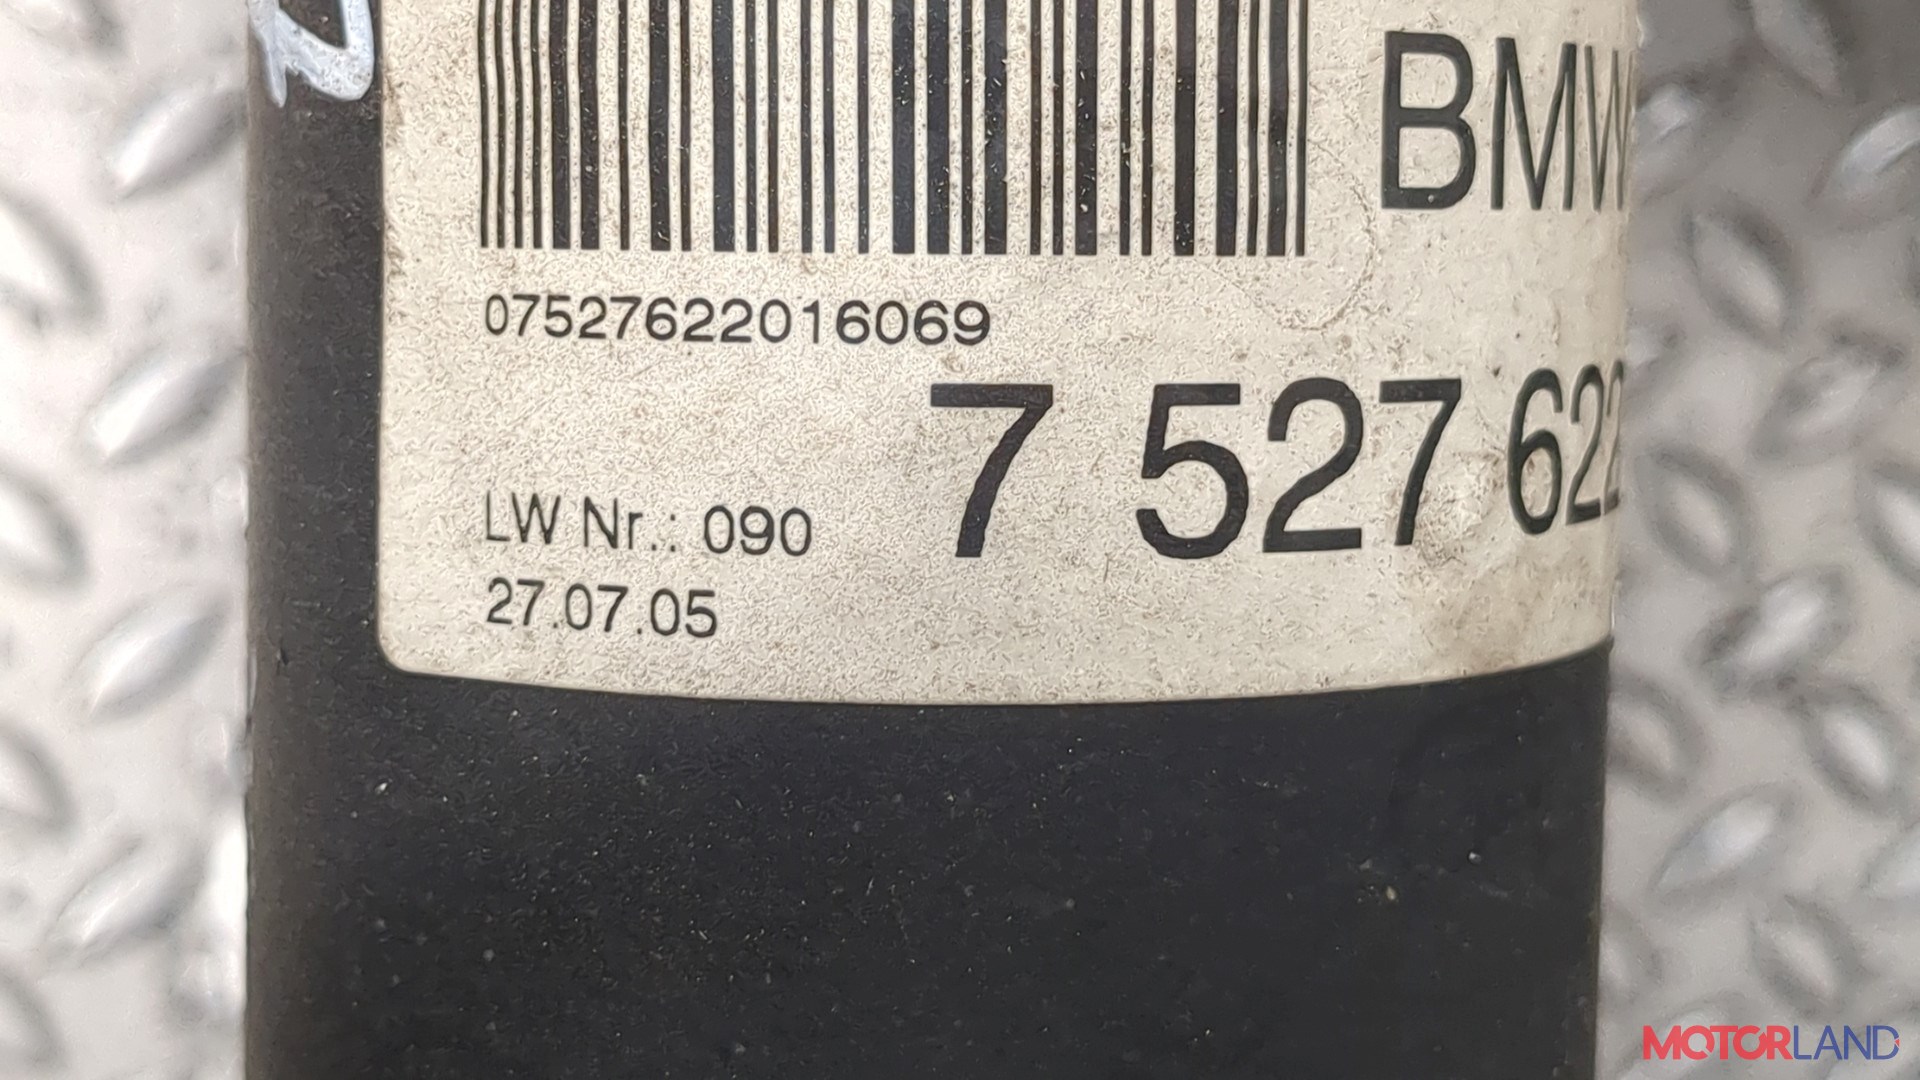 BMW
07527622016069
7 527 622
LW Nr.: 090
27.07.05
MOTORLAND